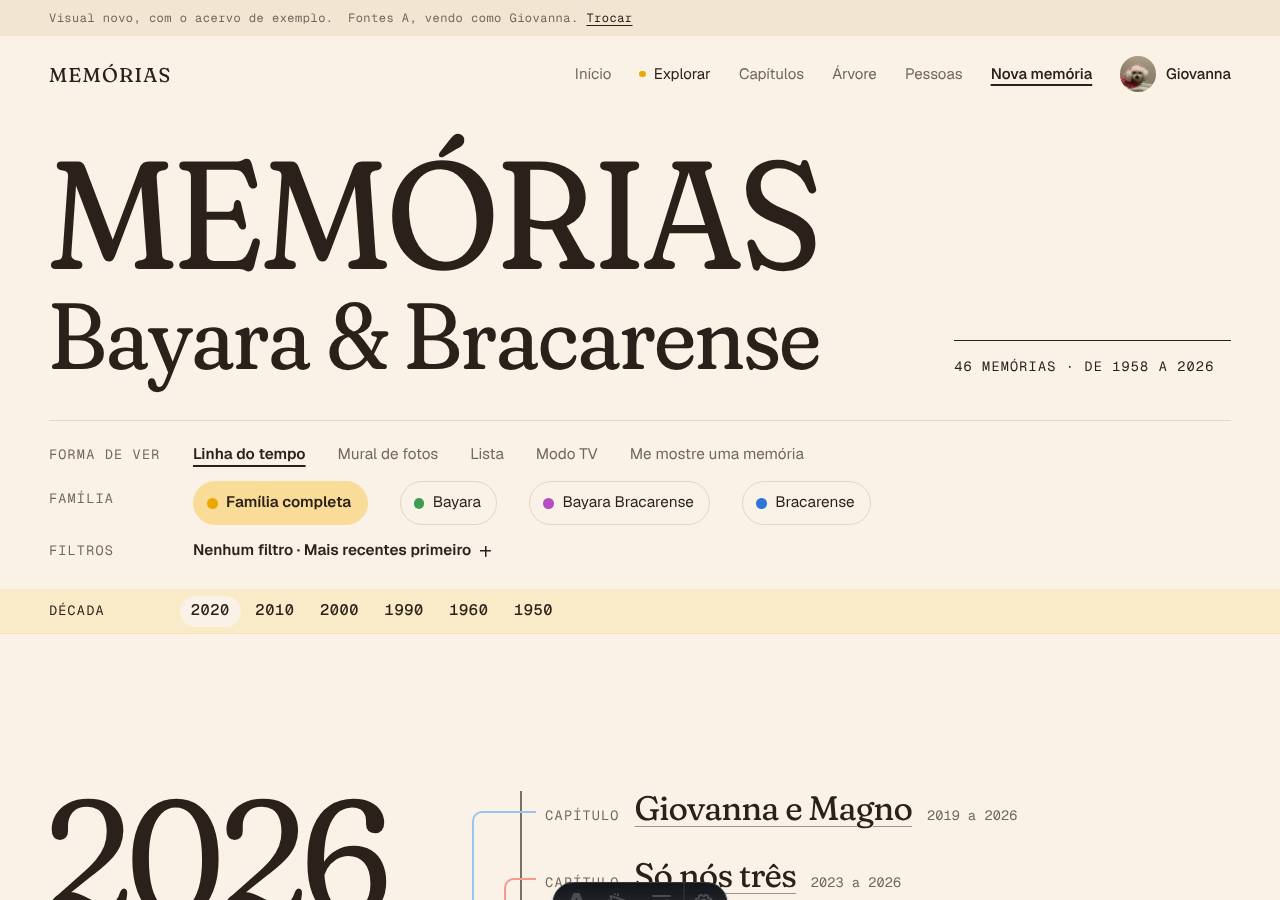 Visual novo, com o acervo de exemplo. Fontes A, vendo como Giovanna. Trocar
MEMÓRIAS
Início Explorar Capítulos Árvore Pessoas Nova memória Giovanna
MEMÓRIAS
Bayara & Bracarense
46 MEMÓRIAS · DE 1958 A 2026
FORMA DE VER Linha do tempo Mural de fotos Lista Modo TV Me mostre uma memória
FAMÍLIA Família completa Bayara Bayara Bracarense Bracarense
FILTROS Nenhum filtro · Mais recentes primeiro +
DÉCADA 2020 2010 2000 1990 1960 1950
2026
CAPÍTULO Giovanna e Magno 2019 a 2026
CAPÍTULO Só nós três 2023 a 2026